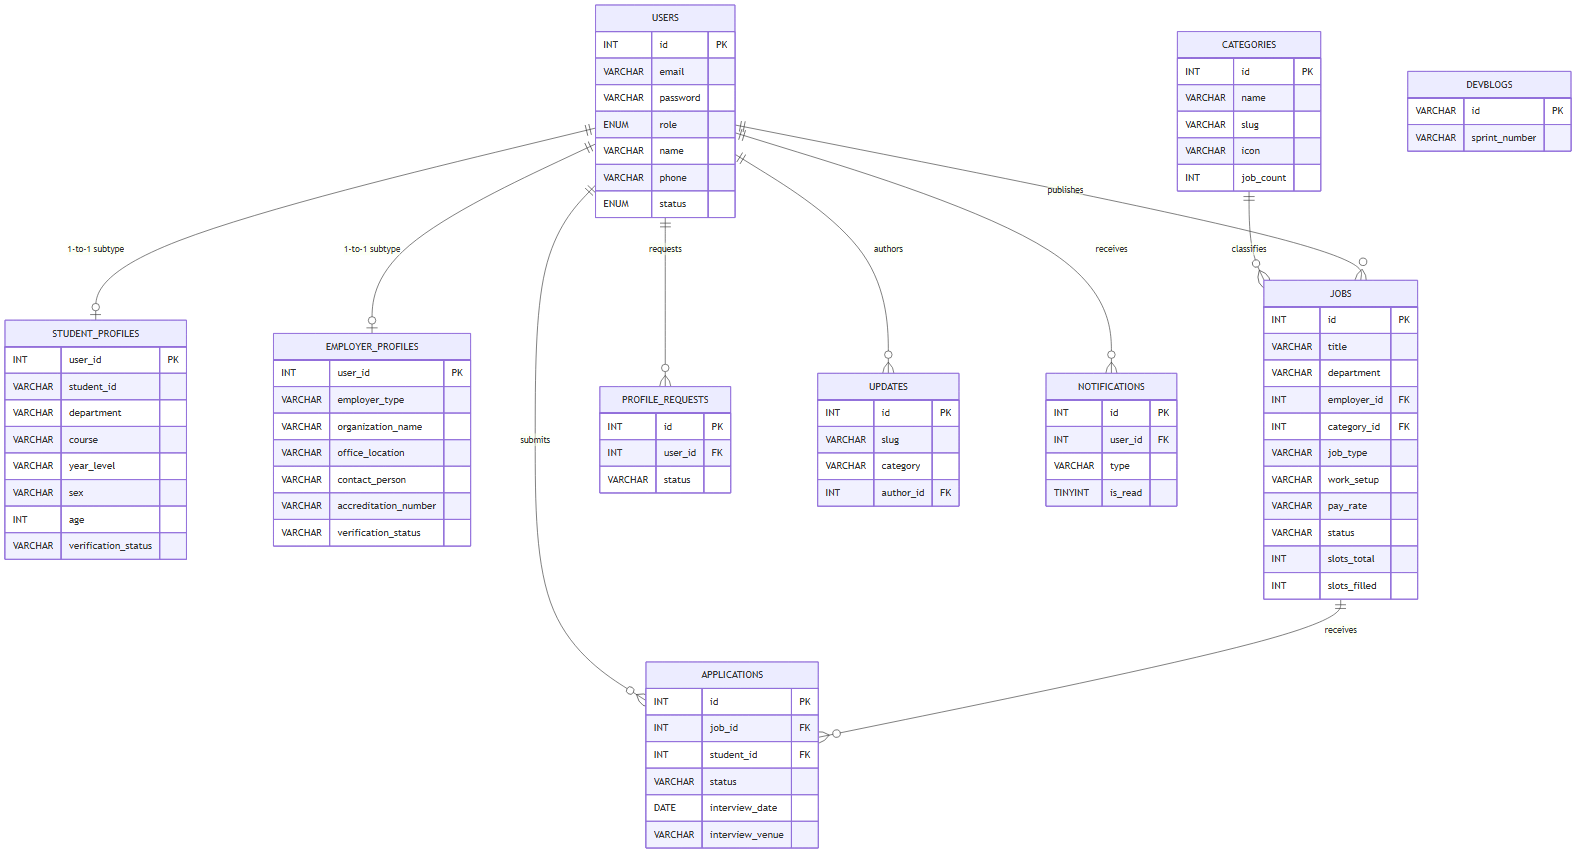 USERS
INT id PK
VARCHAR email
VARCHAR password
ENUM role
VARCHAR name
VARCHAR phone
ENUM status
CATEGORIES
INT id PK
VARCHAR name
VARCHAR slug
VARCHAR icon
INT job_count
DEVBLOGS
VARCHAR id PK
VARCHAR sprint_number
publishes
1-to-1 subtype
1-to-1 subtype
requests
authors
receives
classifies
STUDENT_PROFILES
INT user_id PK
VARCHAR student_id
VARCHAR department
VARCHAR course
VARCHAR year_level
VARCHAR sex
INT age
VARCHAR verification_status
EMPLOYER_PROFILES
INT user_id PK
VARCHAR employer_type
VARCHAR organization_name
VARCHAR office_location
VARCHAR contact_person
VARCHAR accreditation_number
VARCHAR verification_status
submits
PROFILE_REQUESTS
INT id PK
INT user_id FK
VARCHAR status
UPDATES
INT id PK
VARCHAR slug
VARCHAR category
INT author_id FK
NOTIFICATIONS
INT id PK
INT user_id FK
VARCHAR type
TINYINT is_read
JOBS
INT id PK
VARCHAR title
VARCHAR department
INT employer_id FK
INT category_id FK
VARCHAR job_type
VARCHAR work_setup
VARCHAR pay_rate
VARCHAR status
INT slots_total
INT slots_filled
receives
APPLICATIONS
INT id PK
INT job_id FK
INT student_id FK
VARCHAR status
DATE interview_date
VARCHAR interview_venue